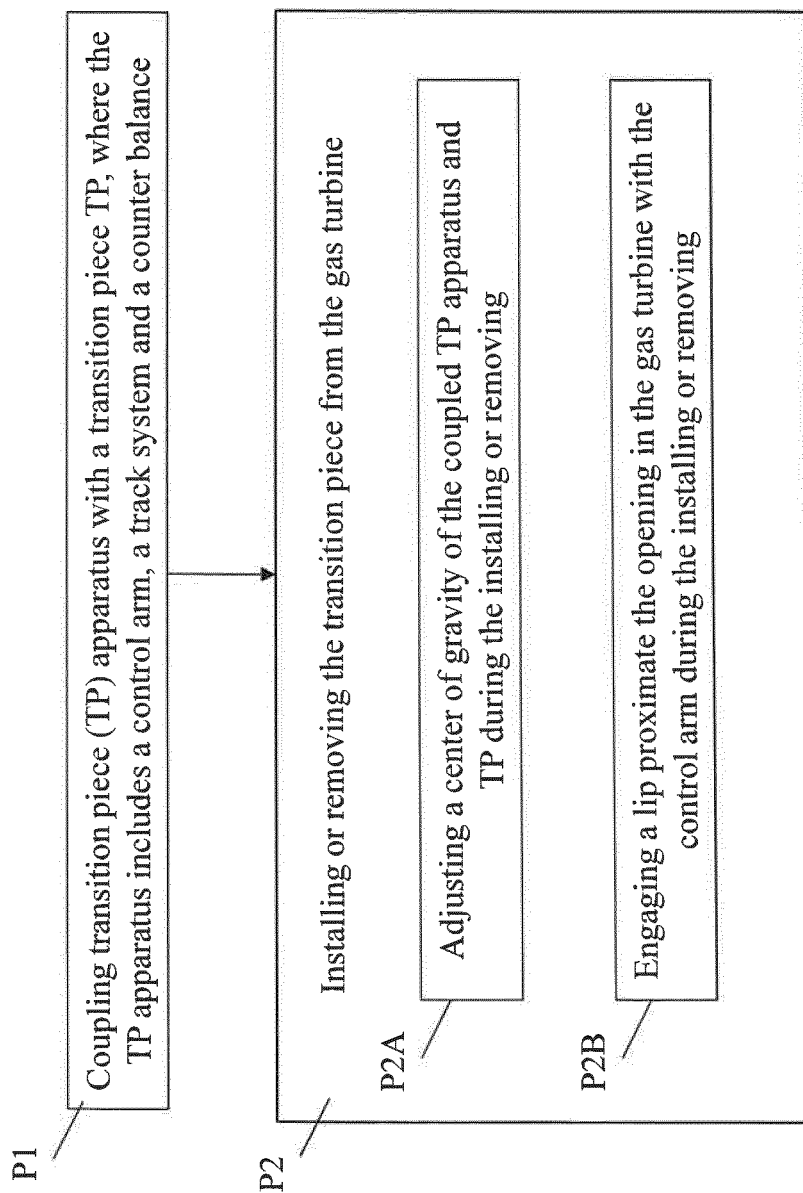 P1
Coupling transition piece (TP) apparatus with a transition piece TP, where the
TP apparatus includes a control arm, a track system and a counter balance
P2
Installing or removing the transition piece from the gas turbine
P2A
Adjusting a center of gravity of the coupled TP apparatus and
TP during the installing or removing
P2B
Engaging a lip proximate the opening in the gas turbine with the
control arm during the installing or removing